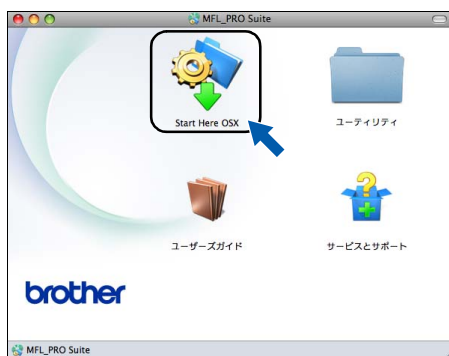 MFL_PRO Suite
Start Here OSX
ユーティリティ
ユーザーズガイド
サービスとサポート
brother
MFL_PRO Suite